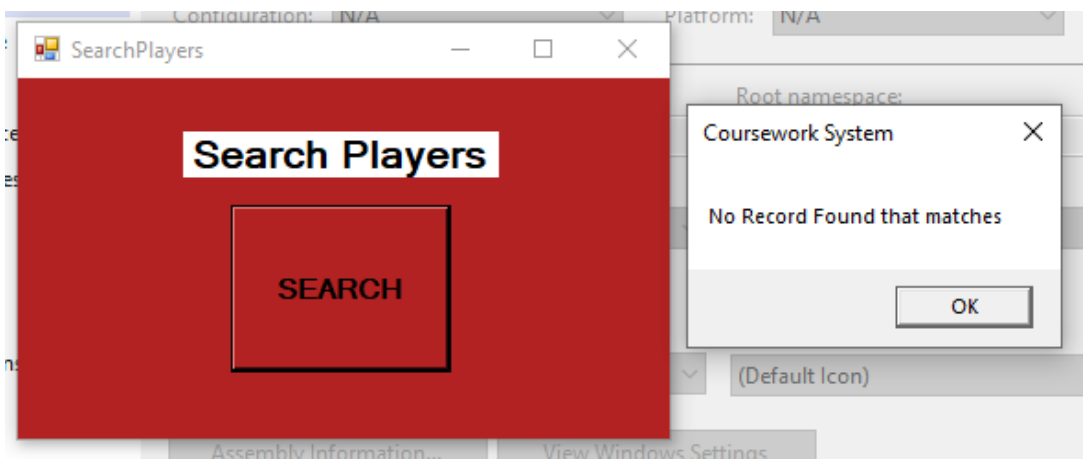 Configuration: N/A
Platform: N/A
SearchPlayers
Root namespace:
Coursework System
Search Players
No Record Found that matches
SEARCH
OK
(Default Icon)
Assembly Information...
View Windows Settings